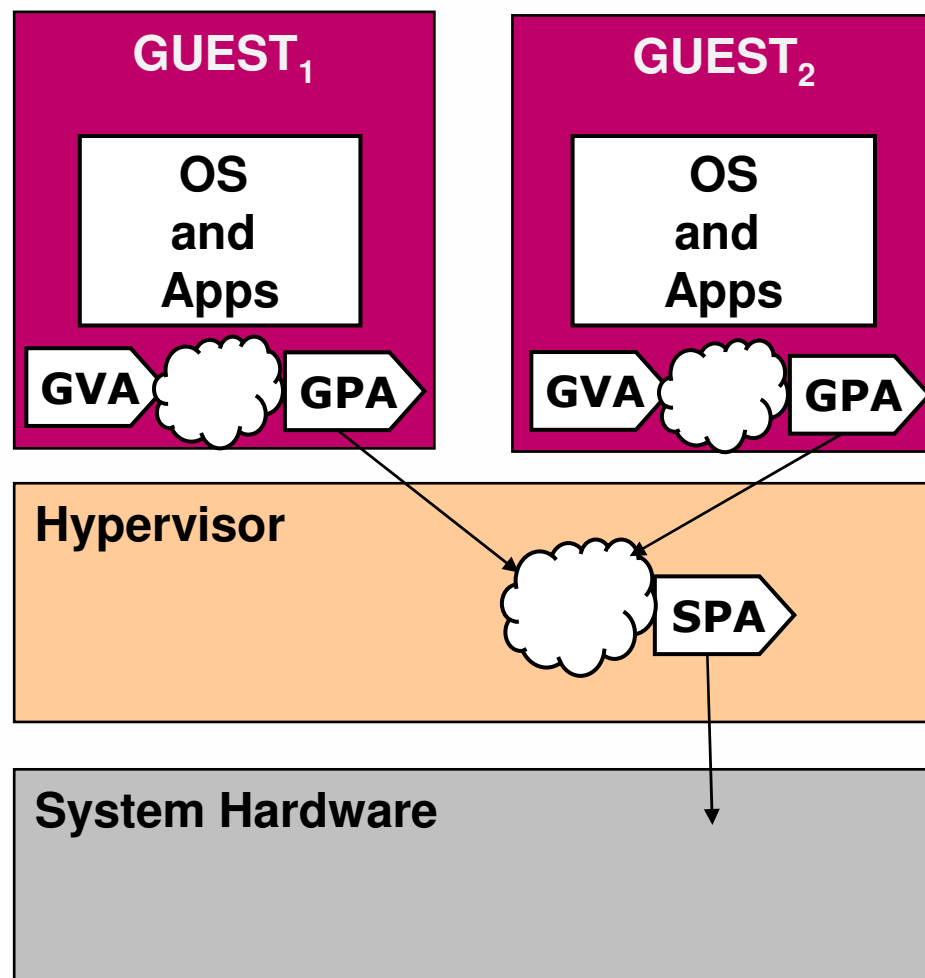 GUEST₁
OS
and
Apps
GVA
GPA
GUEST₂
OS
and
Apps
GVA
GPA
Hypervisor
SPA
System Hardware